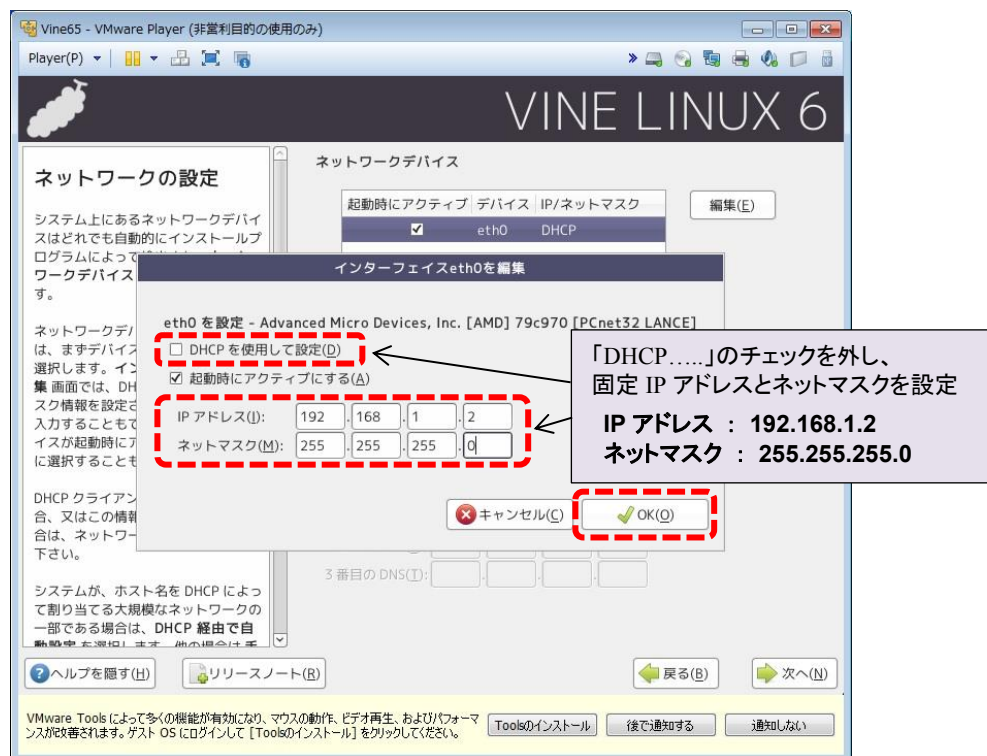 Vine65 - VMware Player (非営利目的の使用のみ)
Player(P)
VINE LINUX 6
ネットワークの設定
システム上にあるネットワークデバイ
スはどれでも自動的にインストールプ
ログラムによって
ワークデバイス
す。
ネットワークデバ
は、まずデバイス
選択します。イン
集 画面では、DH
スク情報を設定さ
入力することもで
イスが起動時にア
に選択することも
DHCP クライアン
合、又はこの情報
合は、ネットワー
下さい。
システムが、ホスト名を DHCP によっ
て割り当てる大規模なネットワークの
一部である場合は、DHCP 経由で自
動設定 を選択します。他の場合は 手
ネットワークデバイス
起動時にアクティブ デバイス IP/ネットマスク
eth0 DHCP
編集(E)
インターフェイスeth0を編集
eth0 を設定 - Advanced Micro Devices, Inc. [AMD] 79c970 [PCnet32 LANCE]
DHCP を使用して設定(D)
起動時にアクティブにする(A)
IP アドレス(I): 192 . 168 . 1 . 2
ネットマスク(M): 255 . 255 . 255 . 0
キャンセル(C)
OK(O)
「DHCP…..」のチェックを外し、
固定 IP アドレスとネットマスクを設定
IP アドレス : 192.168.1.2
ネットマスク : 255.255.255.0
3 番目の DNS(T):
ヘルプを隠す(H)
リリースノート(R)
戻る(B)
次へ(N)
VMware Tools によって多くの機能が有効になり、マウスの動作、ビデオ再生、およびパフォーマ
ンスが改善されます。ゲスト OS にログインして [Toolsのインストール] をクリックしてください。
Toolsのインストール
後で通知する
通知しない